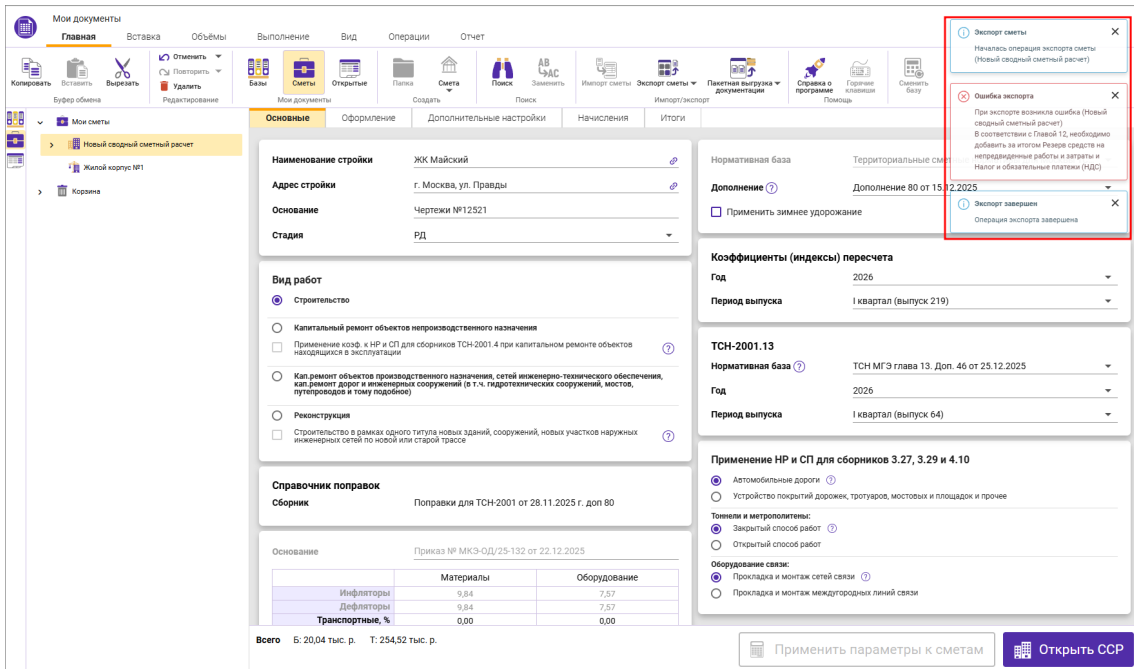 Мои документы
Главная Вставка Объёмы Выполнение Вид Операции Отчет
Копировать Вставить Вырезать Отменить Повторить Удалить Базы Сметы Открытые Папка Смета Поиск Заменить Импорт сметы Экспорт сметы Пакетная выгрузка документации Справка о программе Горячие клавиши Сменить базу
AB
AC
Буфер обмена Редактирование Мои документы Создать Поиск Импорт/экспорт Помощь
Мои сметы
Новый сводный сметный расчет
Жилой корпус №1
Корзина
Основные Оформление Дополнительные настройки Начисления Итоги
Наименование стройки ЖК Майский
Адрес стройки г. Москва, ул. Правды
Основание Чертежи №12521
Стадия РД
Вид работ
Строительство
Капитальный ремонт объектов непроизводственного назначения
Применение коэф. к НР и СП для сборников ТСН-2001.4 при капитальном ремонте объектов
находящихся в эксплуатации
Кап.ремонт объектов производственного назначения, сетей инженерно-технического обеспечения,
кап.ремонт дорог и инженерных сооружений (в т.ч. гидротехнических сооружений, мостов,
путепроводов и тому подобное)
Реконструкция
Строительство в рамках одного титула новых зданий, сооружений, новых участков наружных
инженерных сетей по новой или старой трассе
Справочник поправок
Сборник Поправки для ТСН-2001 от 28.11.2025 г. доп 80
Основание Приказ № МКЭ-ОД/25-132 от 22.12.2025
Материалы Оборудование
Инфляторы 9,84 7,57
Дефляторы 9,84 7,57
Транспортные, % 0,00 0,00
Нормативная база Территориальные
Дополнение Дополнение 80 от 15.12.2025
Применить зимнее удорожание
Коэффициенты (индексы) пересчета
Год 2026
Период выпуска I квартал (выпуск 219)
ТСН-2001.13
Нормативная база ТСН МГЭ глава 13. Доп. 46 от 25.12.2025
Год 2026
Период выпуска I квартал (выпуск 64)
Применение НР и СП для сборников 3.27, 3.29 и 4.10
Автомобильные дороги
Устройство покрытий дорожек, тротуаров, мостовых и площадок и прочее
Тоннели и метрополитены:
Закрытый способ работ
Открытый способ работ
Оборудование связи:
Прокладка и монтаж сетей связи
Прокладка и монтаж междугородных линий связи
Экспорт сметы
Началась операция экспорта сметы
(Новый сводный сметный расчет)
Ошибка экспорта
При экспорте возникла ошибка (Новый
сводный сметный расчет)
В соответствии с Главой 12, необходимо
добавить за итогом Резерв средств на
непредвиденные работы и затраты и
Налог и обязательные платежи (НДС)
Экспорт завершен
Операция экспорта завершена
Всего Б: 20,04 тыс. р. Т: 254,52 тыс. р.
Применить параметры к сметам
Открыть ССР